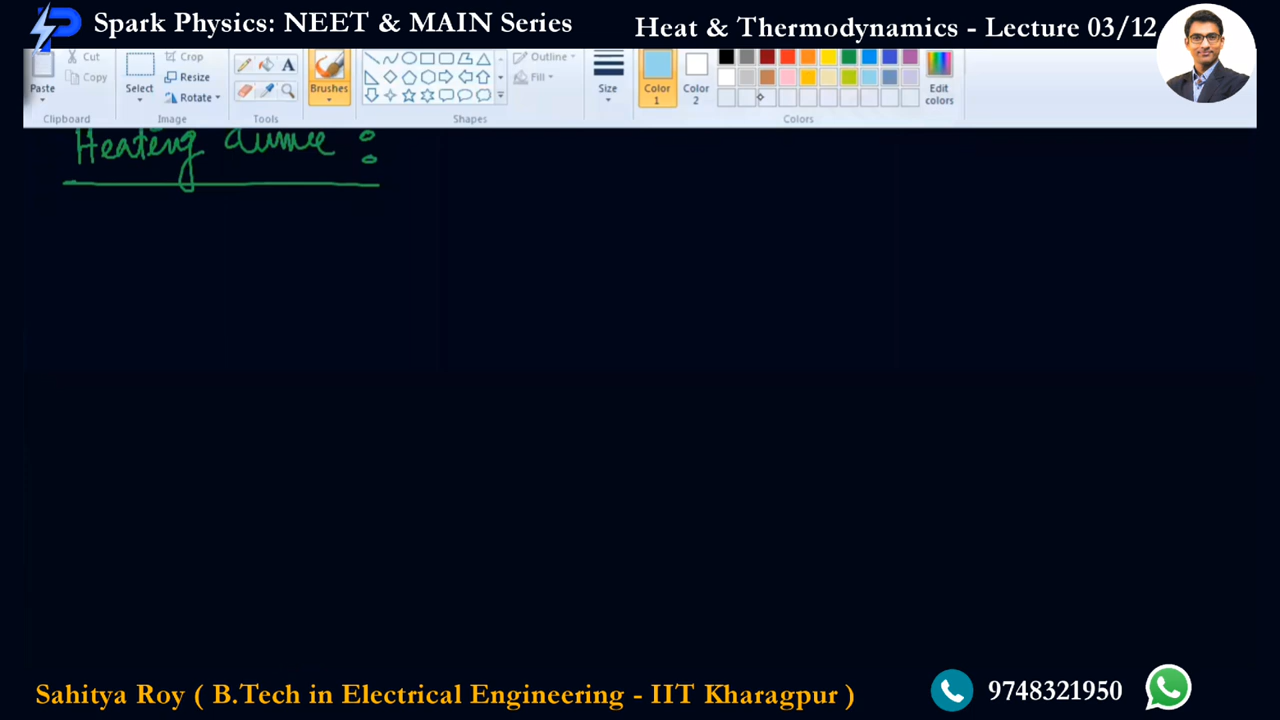 Spark Physics: NEET & MAIN Series
Heat & Thermodynamics - Lecture 03/12
Cut
Crop
Outline
Copy
Resize
Fill
Paste
Select
Rotate
Brushes
Size
Color 1
Color 2
Edit colors
Clipboard
Image
Tools
Shapes
Colors
Heating Curve :
Sahitya Roy ( B.Tech in Electrical Engineering - IIT Kharagpur )
9748321950